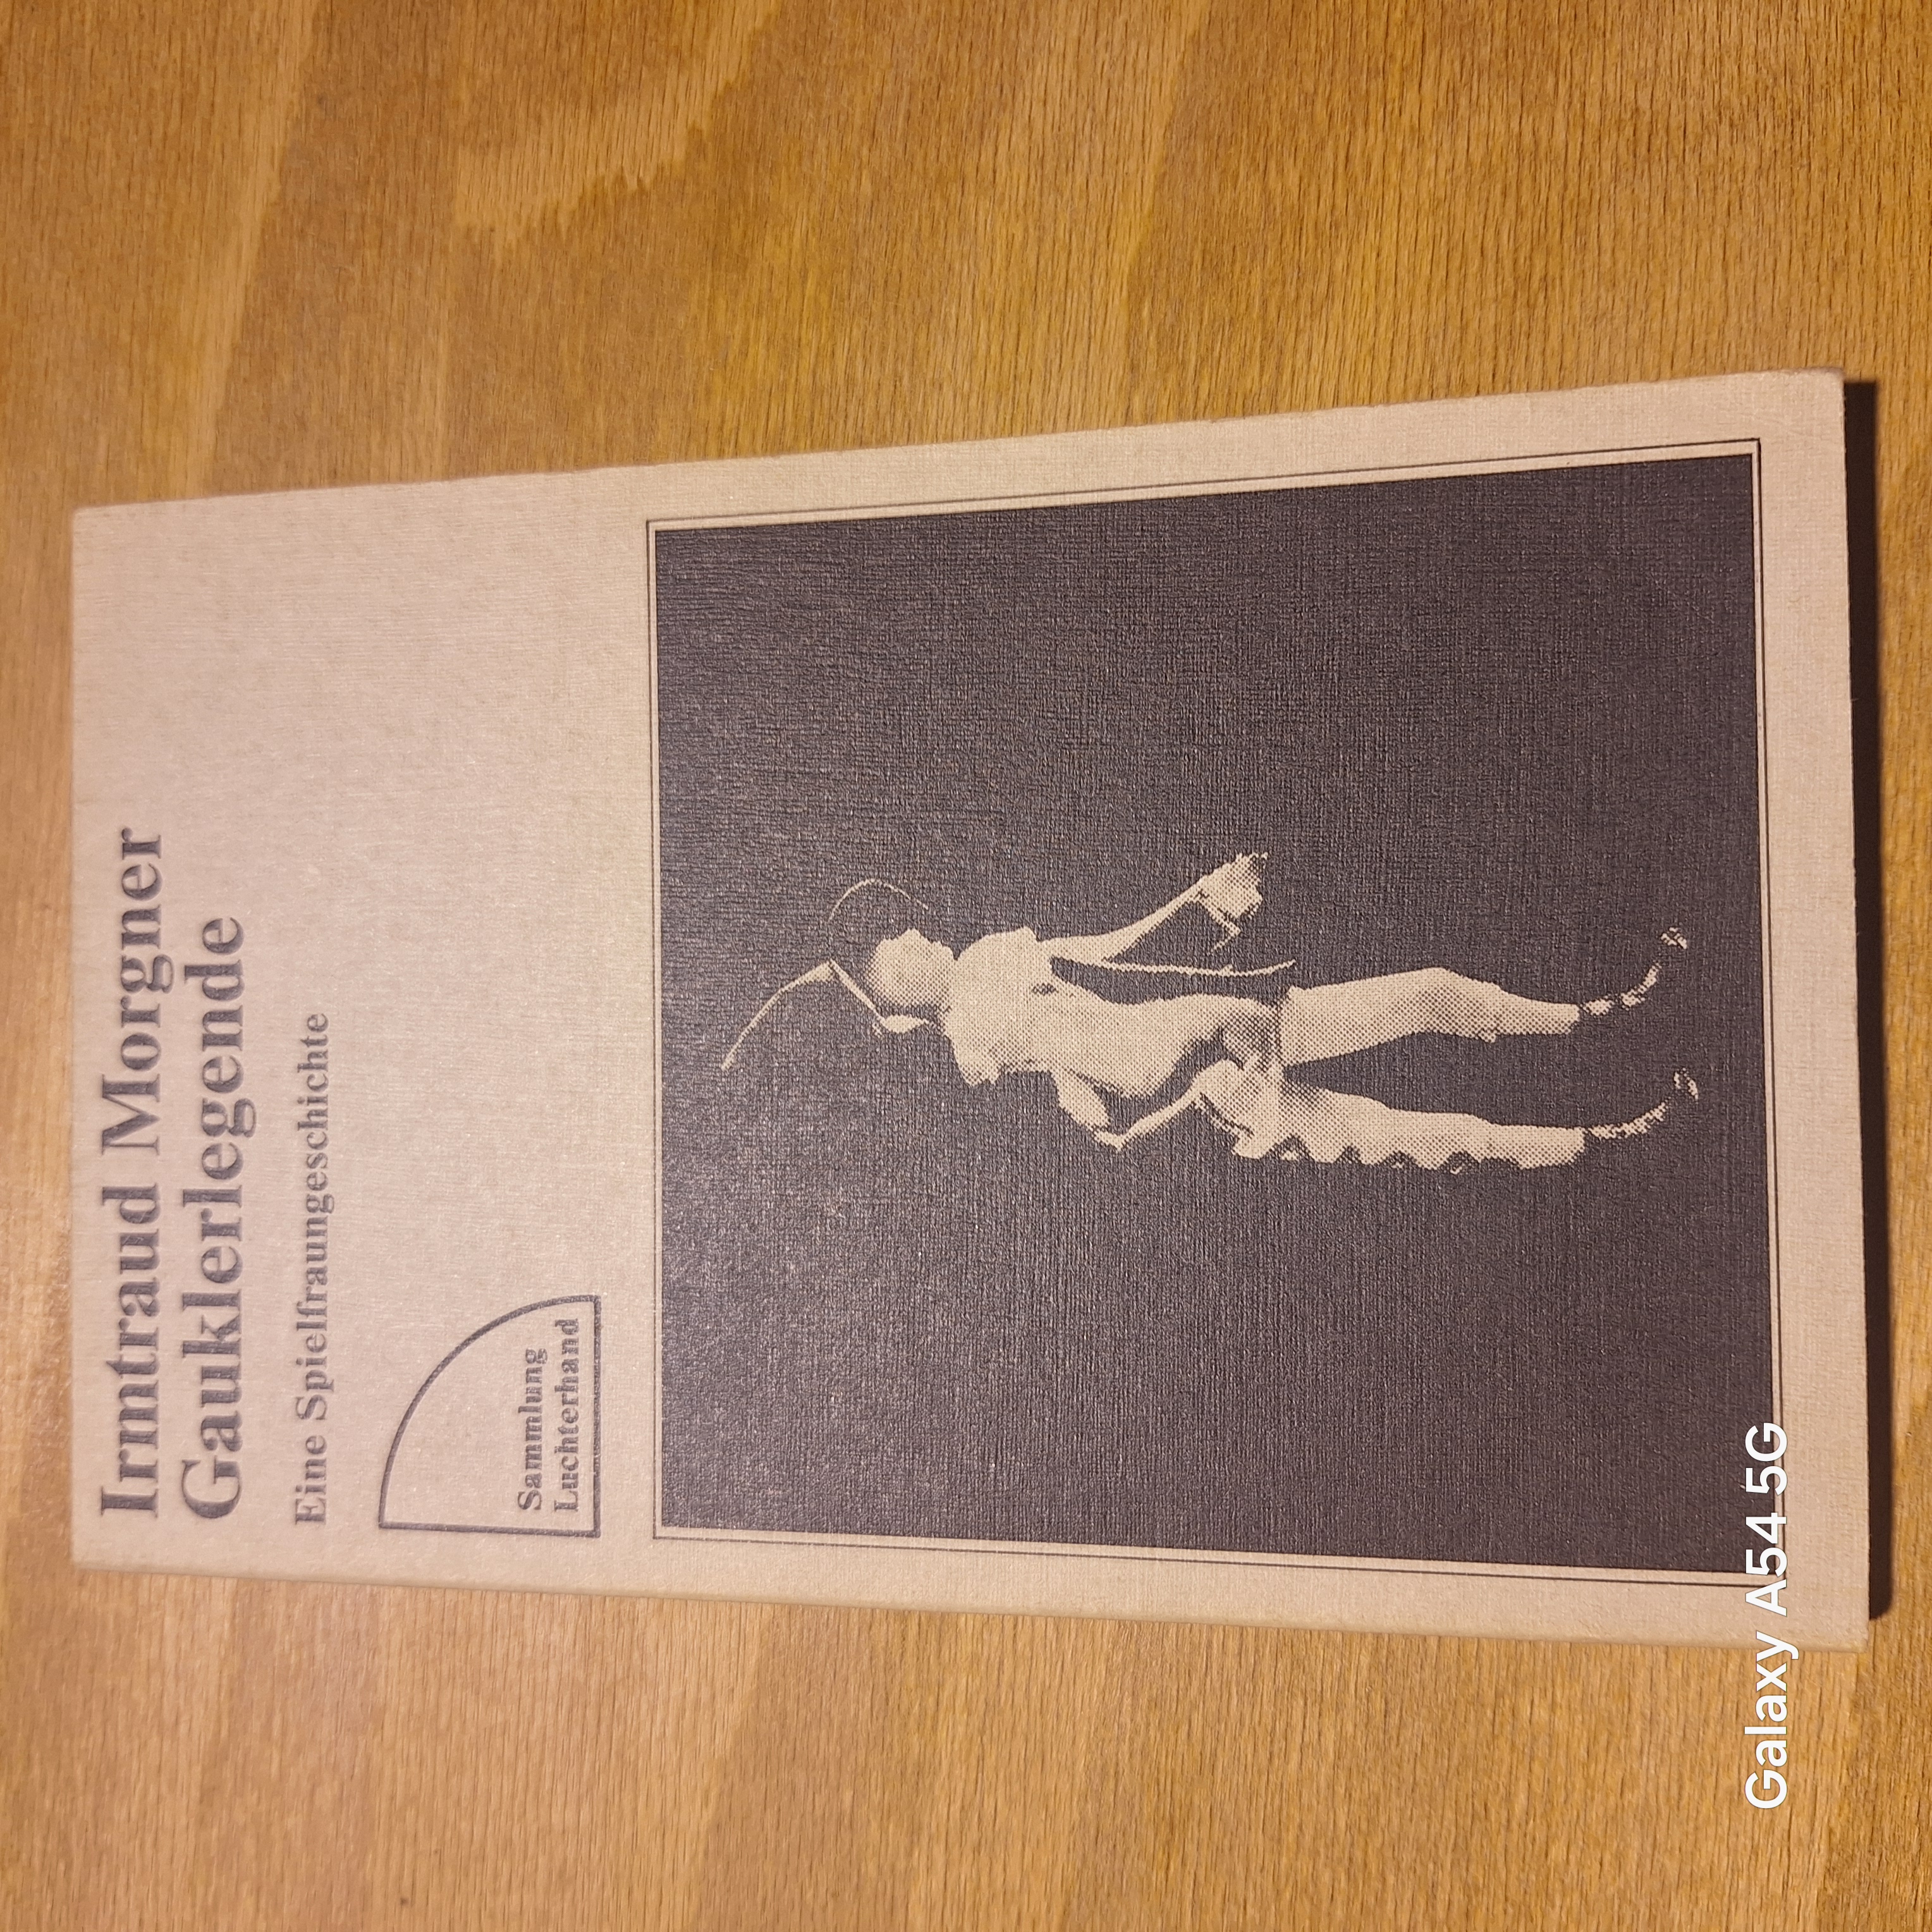 Irmtraud Morgner
Gauklerlegende
Eine Spielfraungeschichte
Sammlung
Luchterhand
Galaxy A54 5G